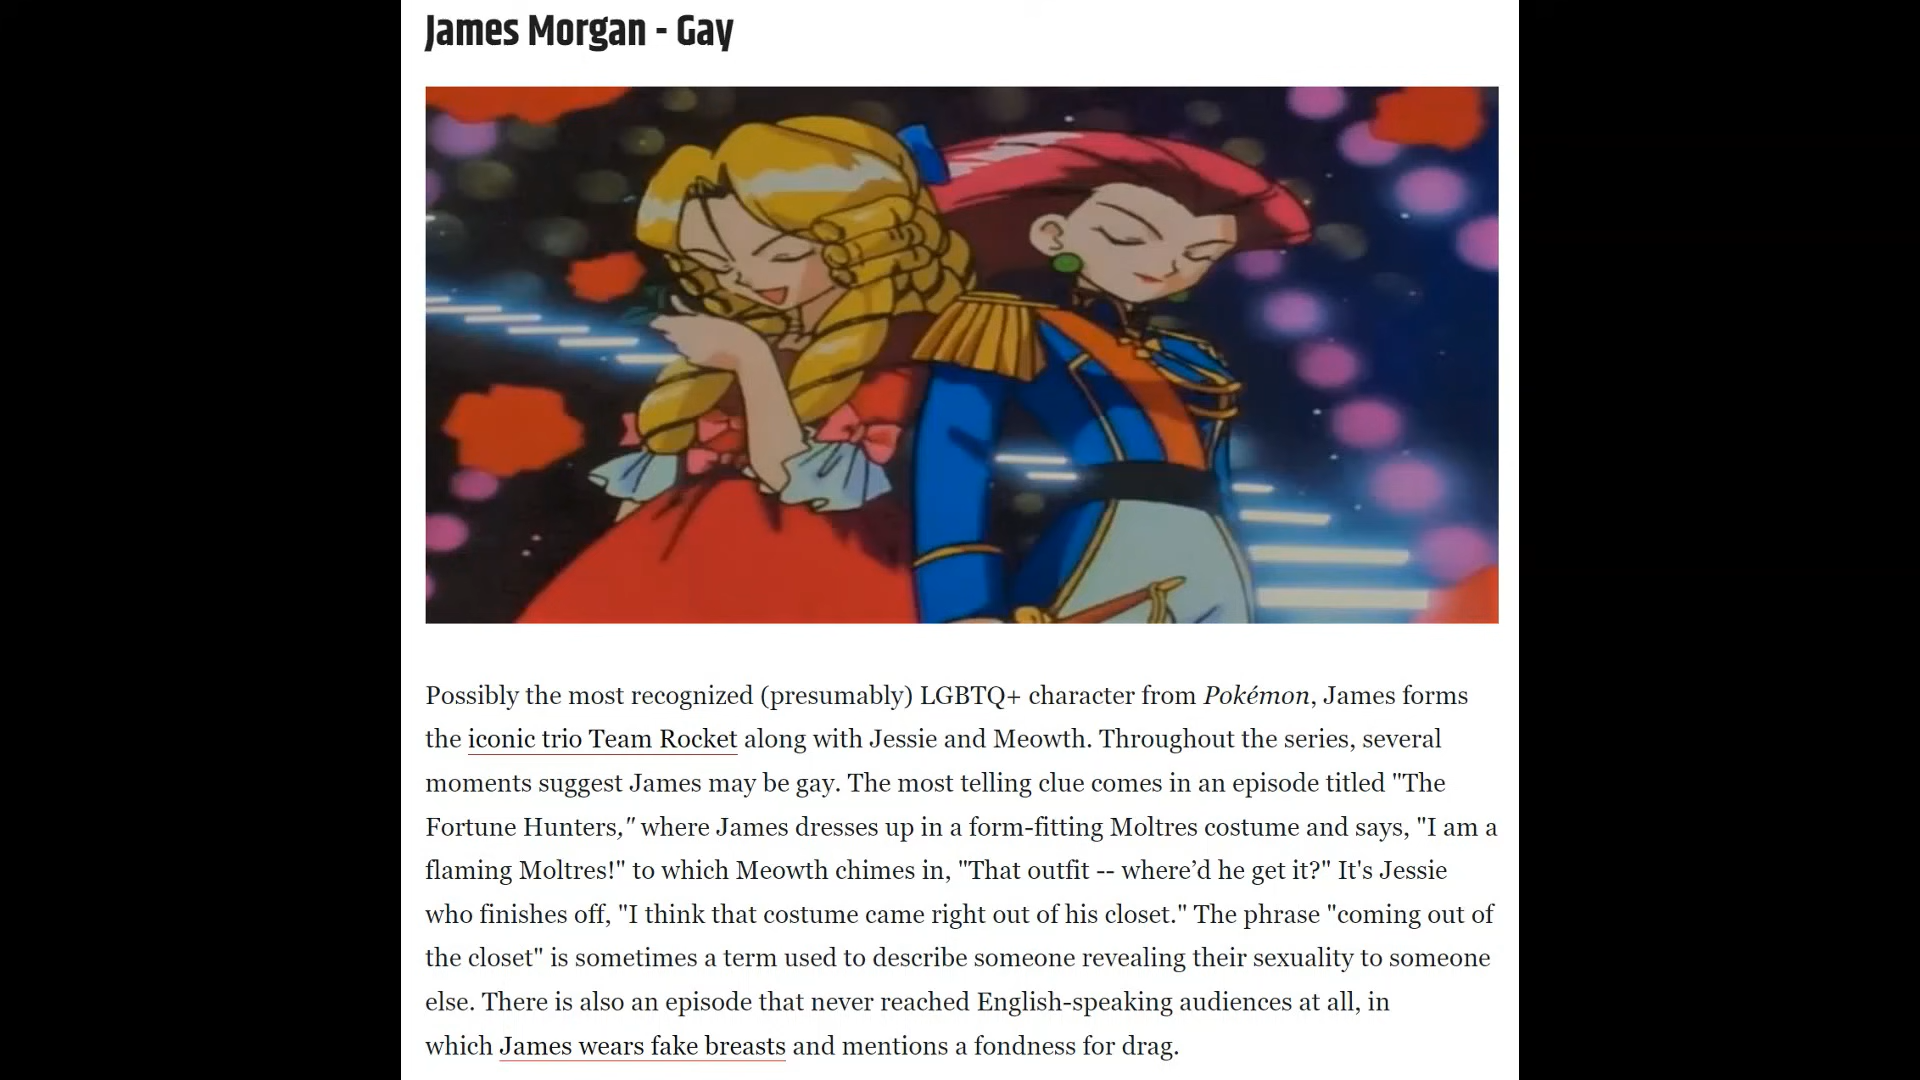 James Morgan - Gay
Possibly the most recognized (presumably) LGBTQ+ character from Pokémon, James forms
the iconic trio Team Rocket along with Jessie and Meowth. Throughout the series, several
moments suggest James may be gay. The most telling clue comes in an episode titled "The
Fortune Hunters," where James dresses up in a form-fitting Moltres costume and says, "I am a
flaming Moltres!" to which Meowth chimes in, "That outfit -- where’d he get it?" It's Jessie
who finishes off, "I think that costume came right out of his closet." The phrase "coming out of
the closet" is sometimes a term used to describe someone revealing their sexuality to someone
else. There is also an episode that never reached English-speaking audiences at all, in
which James wears fake breasts and mentions a fondness for drag.